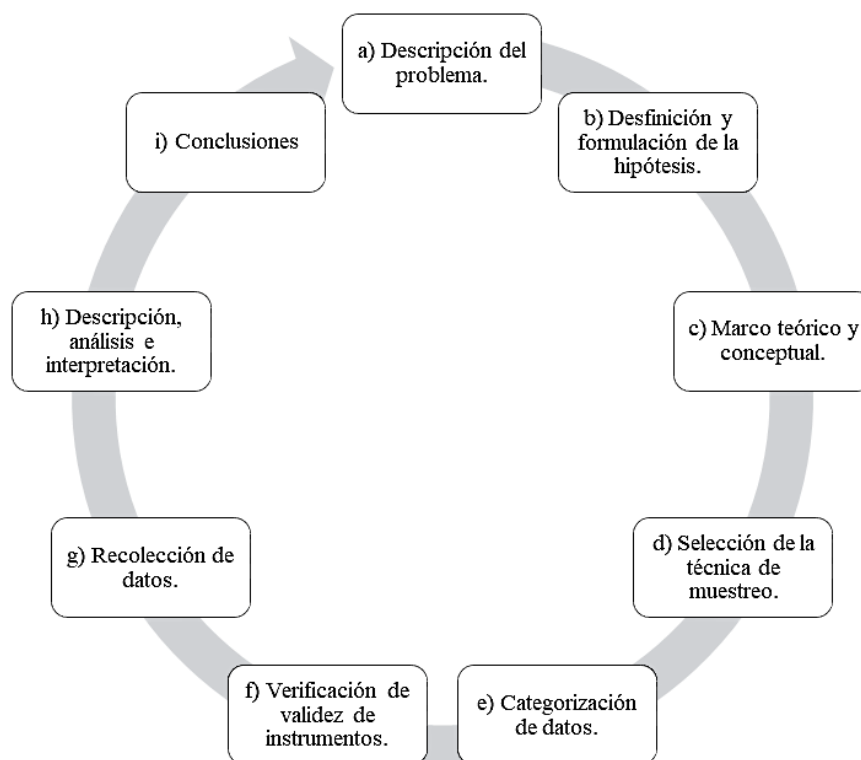 a) Descripción del
problema.
b) Desfinición y
formulación de la
hipótesis.
c) Marco teórico y
conceptual.
d) Selección de la
técnica de
muestreo.
e) Categorización
de datos.
f) Verificación de
validez de
instrumentos.
g) Recolección de
datos.
h) Descripción,
análisis e
interpretación.
i) Conclusiones